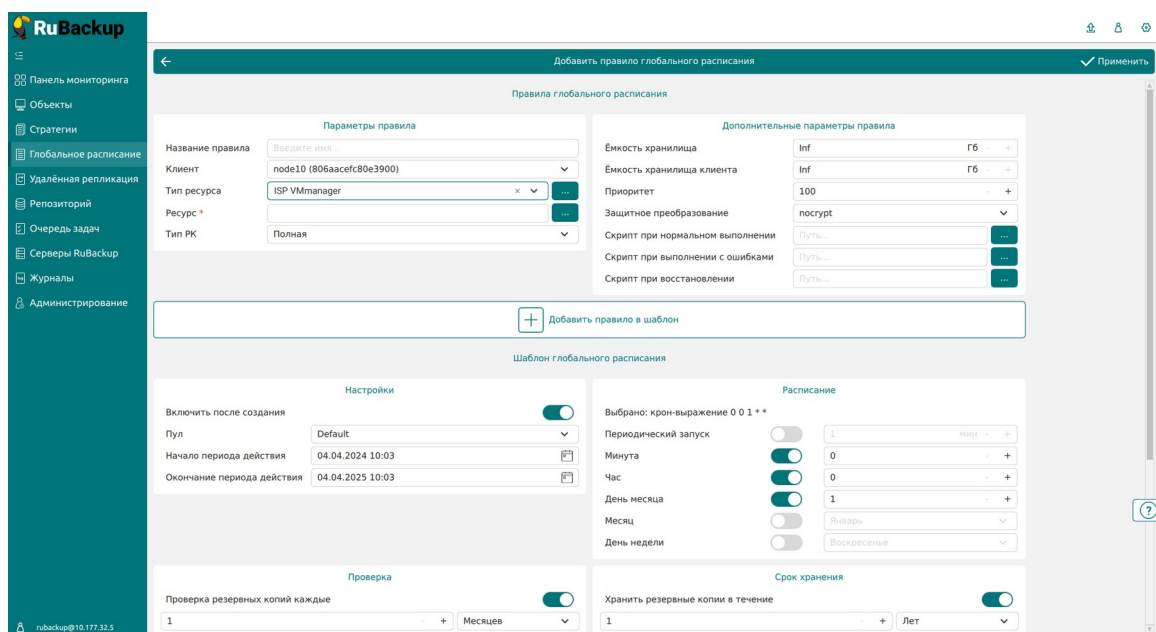 RuBackup
Панель мониторинга
Объекты
Стратегии
Глобальное расписание
Удалённая репликация
Репозиторий
Очередь задач
Серверы RuBackup
Журналы
Администрирование
rubackup@10.177.32.5
Добавить правило глобального расписания
Применить
Правила глобального расписания
Параметры правила
Название правила Введите имя ..
Клиент node10 (806aacefc80e3900)
Тип ресурса ISP VMmanager × ...
Ресурс * ...
Тип РК Полная
Дополнительные параметры правила
Ёмкость хранилища Inf Гб - +
Ёмкость хранилища клиента Inf Гб - +
Приоритет 100 - +
Защитное преобразование nocrypt
Скрипт при нормальном выполнении Путь... ...
Скрипт при выполнении с ошибками Путь... ...
Скрипт при восстановлении Путь... ...
+ Добавить правило в шаблон
Шаблон глобального расписания
Настройки
Включить после создания
Пул Default
Начало периода действия 04.04.2024 10:03
Окончание периода действия 04.04.2025 10:03
Расписание
Выбрано: крон-выражение 0 0 1 * *
Периодический запуск 1 мин - +
Минута 0 - +
Час 0 - +
День месяца 1 - +
Месяц Январь
День недели Воскресенье
?
Проверка
Проверка резервных копий каждые
1 - + Месяцев
Срок хранения
Хранить резервные копии в течение
1 - + Лет